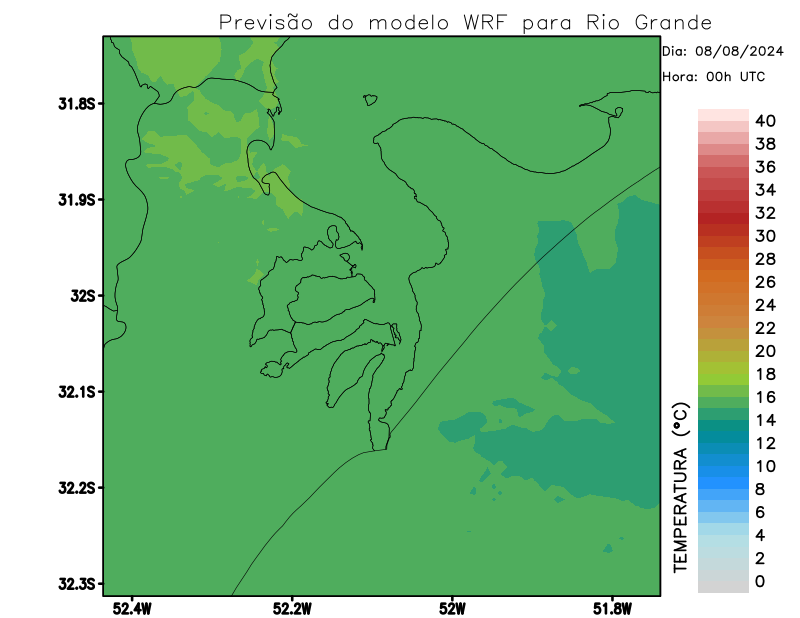 Previsão do modelo WRF para Rio Grande
Dia: 08/08/2024
Hora: 00h UTC
31.8S
31.9S
32S
32.1S
32.2S
32.3S
52.4W
52.2W
52W
51.8W
TEMPERATURA (°C)
40
38
36
34
32
30
28
26
24
22
20
18
16
14
12
10
8
6
4
2
0